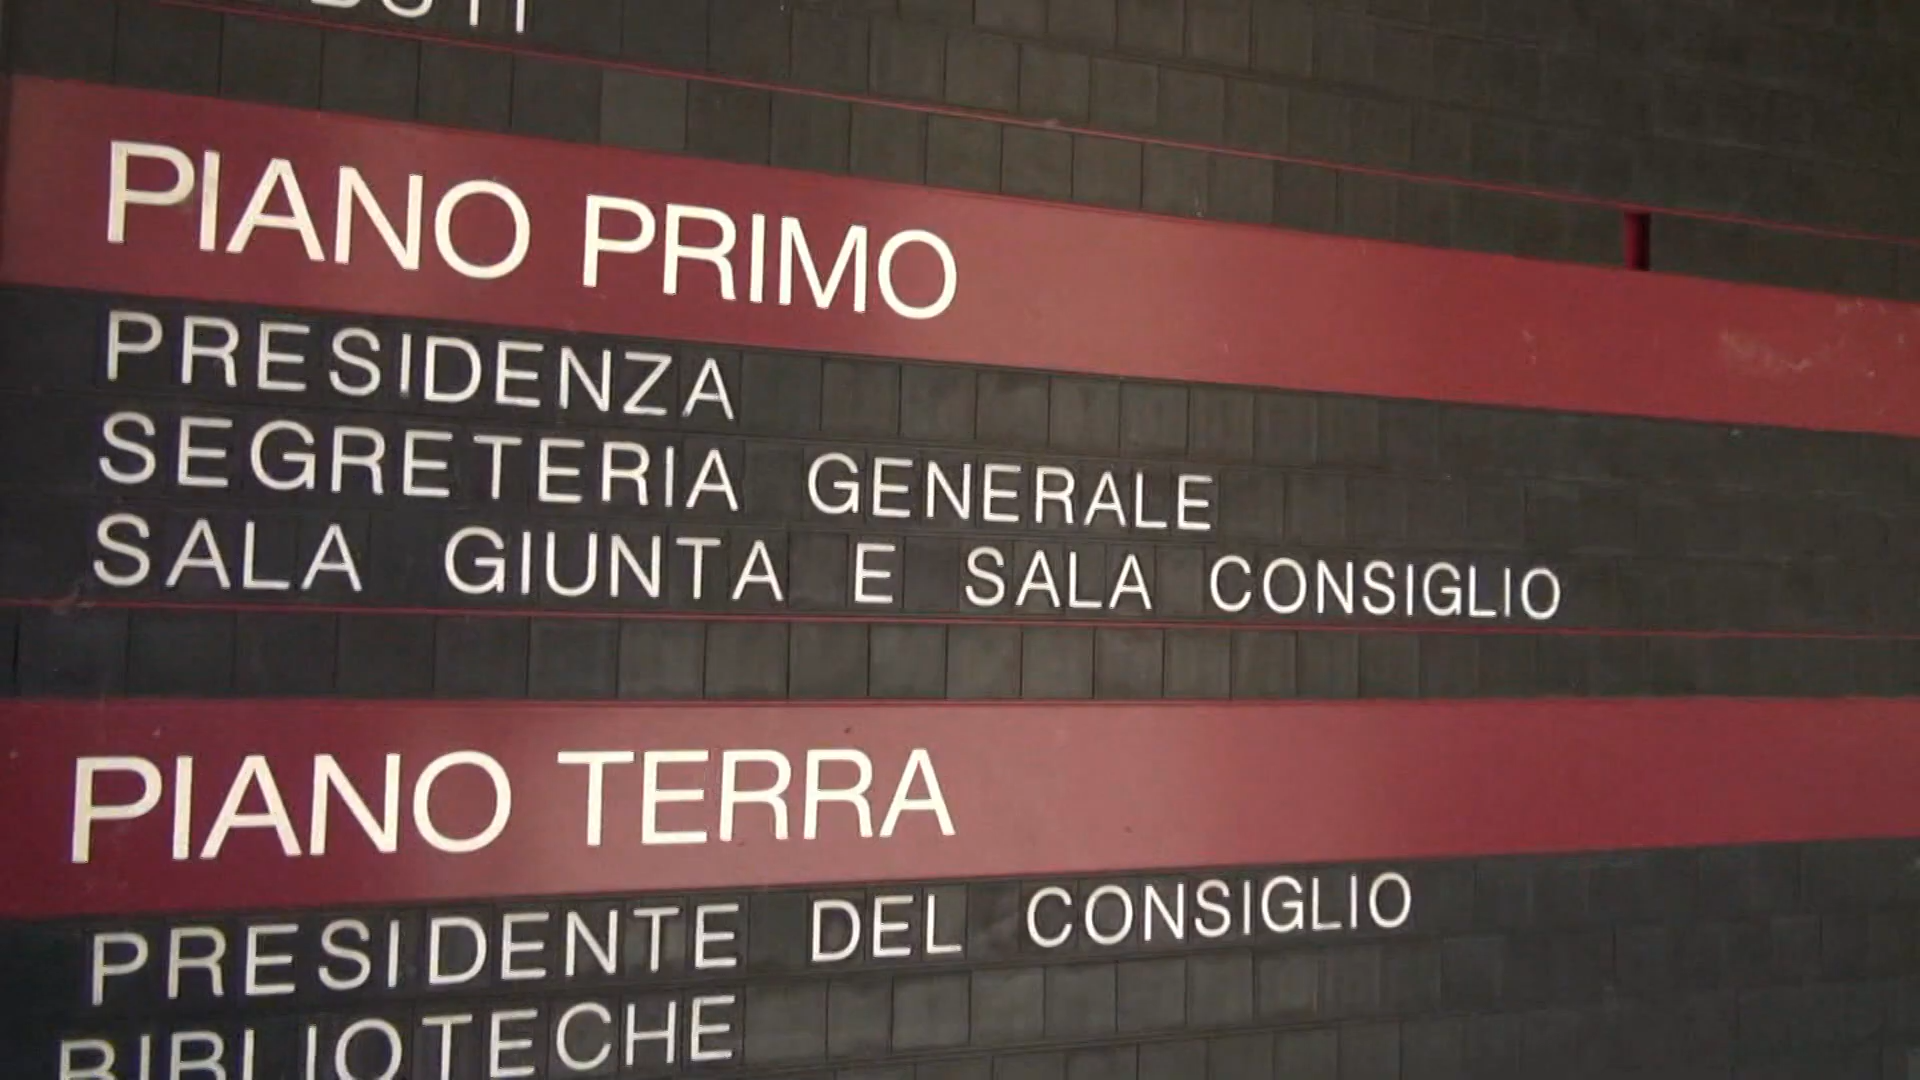 PIANO PRIMO
PRESIDENZA
SEGRETERIA GENERALE
SALA GIUNTA E SALA CONSIGLIO
PIANO TERRA
PRESIDENTE DEL CONSIGLIO
BIBLIOTECHE